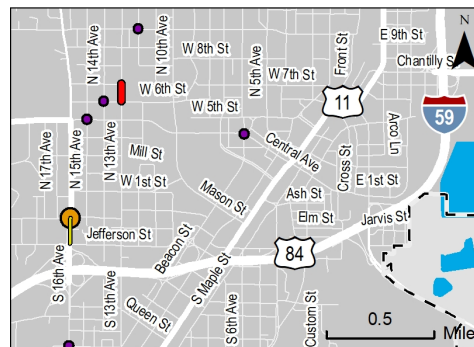 N 10th Ave
N 14th Ave
W 8th St
N 5th Ave
W 7th St
Front St
E 9th St
Chantilly S
N
W 6th St
11
W 5th St
59
N 17th Ave
N 15th Ave
N 13th Ave
Mill St
Central Ave
Cross St
Arco Ln
W 1st St
Mason St
E 1st St
Ash St
Elm St
Jarvis St
Jefferson St
Beacon St
84
S 16th Ave
S 13th Ave
S Maple St
Queen St
S 6th Ave
Custom St
0.5
Mile